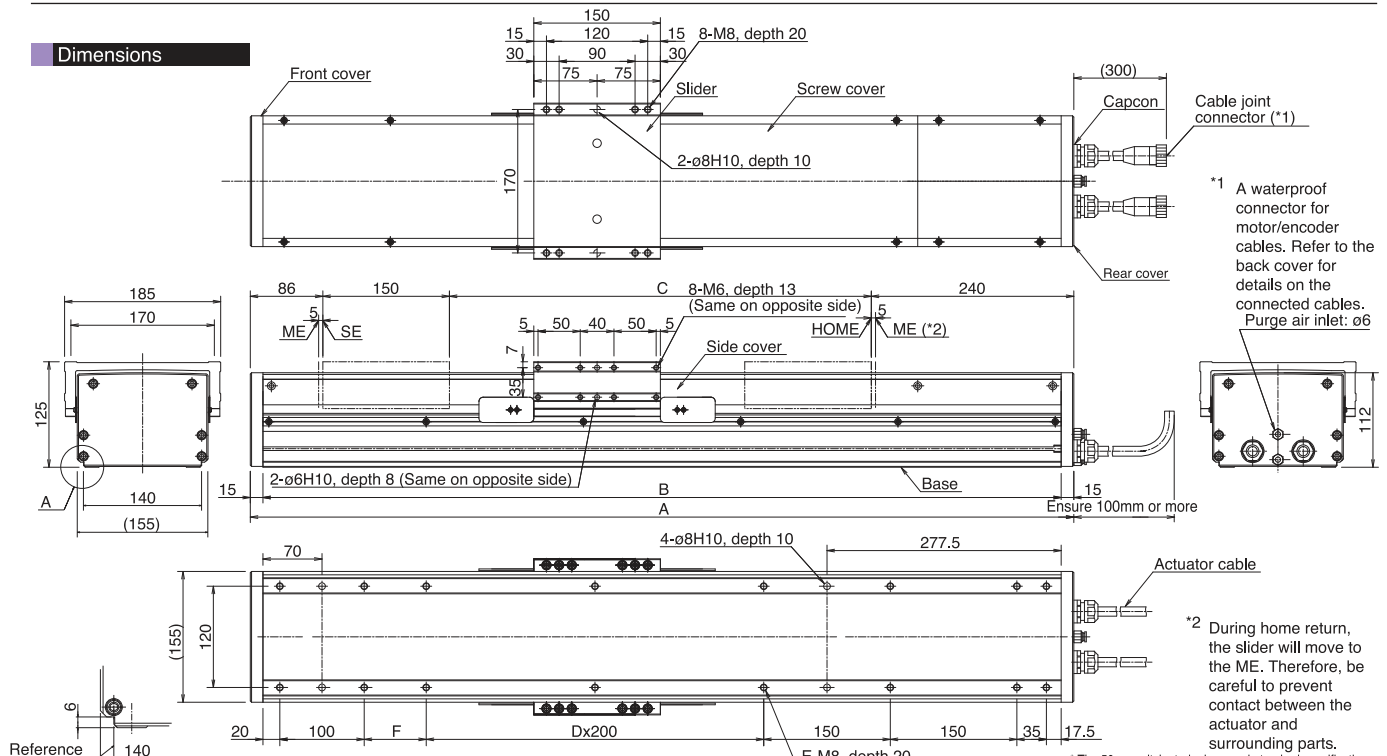 Dimensions
150
15 120 15
30 90 30
75 75
8-M8, depth 20
Front cover
Slider
Screw cover
(300)
Capcon
Cable joint
connector (*1)
2-ø8H10, depth 10
170
Rear cover
*1 A waterproof
connector for
motor/encoder
cables. Refer to the
back cover for
details on the
connected cables.
Purge air inlet: ø6
185
170
125
A
140
(155)
86 150 C 240
8-M6, depth 13
(Same on opposite side)
5
ME SE
5 50 40 50 5
HOME ME (*2)
5
7
35
Side cover
112
2-ø6H10, depth 8 (Same on opposite side)
Base
15 B 15
A
Ensure 100mm or more
70
4-ø8H10, depth 10
277.5
Actuator cable
(155)
120
*2 During home return,
the slider will move to
the ME. Therefore, be
careful to prevent
contact between the
actuator and
surrounding parts.
20 100 F Dx200 150 150 35 17.5
6
Reference
140
E-M8, depth 20